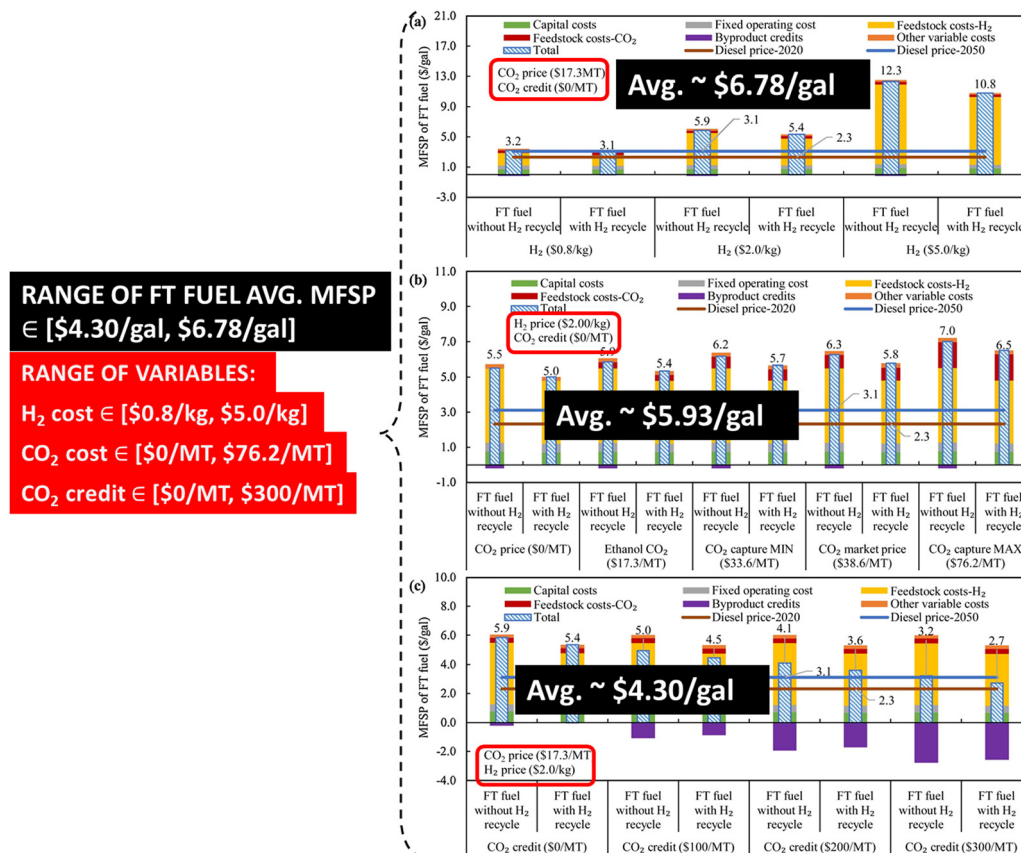 RANGE OF FT FUEL AVG. MFSP
∈ [$4.30/gal, $6.78/gal]
RANGE OF VARIABLES:
H₂ cost ∈ [$0.8/kg, $5.0/kg]
CO₂ cost ∈ [$0/MT, $76.2/MT]
CO₂ credit ∈ [$0/MT, $300/MT]
(a)
MFSP of FT fuel ($/gal)
21.0
17.0
13.0
9.0
5.0
1.0
-3.0
Capital costs
Fixed operating cost
Feedstock costs-H₂
Feedstock costs-CO₂
Byproduct credits
Other variable costs
Total
Diesel price-2020
Diesel price-2050
CO₂ price ($17.3MT)
CO₂ credit ($0/MT)
Avg. ~ $6.78/gal
3.2
3.1
5.9
3.1
5.4
2.3
12.3
10.8
FT fuel without H₂ recycle
FT fuel with H₂ recycle
FT fuel without H₂ recycle
FT fuel with H₂ recycle
FT fuel without H₂ recycle
FT fuel with H₂ recycle
H₂ ($0.8/kg)
H₂ ($2.0/kg)
H₂ ($5.0/kg)
(b)
MFSP of FT fuel ($/gal)
11.0
9.0
7.0
5.0
3.0
1.0
-1.0
Capital costs
Fixed operating cost
Feedstock costs-H₂
Feedstock costs-CO₂
Byproduct credits
Other variable costs
Total
Diesel price-2020
Diesel price-2050
H₂ price ($2.00/kg)
CO₂ credit ($0/MT)
Avg. ~ $5.93/gal
5.5
5.0
5.9
5.4
6.2
5.7
6.3
3.1
5.8
2.3
7.0
6.5
FT fuel without H₂ recycle
FT fuel with H₂ recycle
FT fuel without H₂ recycle
FT fuel with H₂ recycle
FT fuel without H₂ recycle
FT fuel with H₂ recycle
FT fuel without H₂ recycle
FT fuel with H₂ recycle
FT fuel without H₂ recycle
FT fuel with H₂ recycle
CO₂ price ($0/MT)
Ethanol CO₂ ($17.3/MT)
CO₂ capture MIN ($33.6/MT)
CO₂ market price ($38.6/MT)
CO₂ capture MAX ($76.2/MT)
(c)
MFSP of FT fuel ($/gal)
10.0
8.0
6.0
4.0
2.0
0.0
-2.0
-4.0
Capital costs
Fixed operating cost
Feedstock costs-H₂
Feedstock costs-CO₂
Byproduct credits
Other variable costs
Total
Diesel price-2020
Diesel price-2050
Avg. ~ $4.30/gal
5.9
5.4
5.0
4.5
4.1
3.1
3.6
2.3
3.2
2.7
CO₂ price ($17.3/MT
H₂ price ($2.0/kg)
FT fuel without H₂ recycle
FT fuel with H₂ recycle
FT fuel without H₂ recycle
FT fuel with H₂ recycle
FT fuel without H₂ recycle
FT fuel with H₂ recycle
FT fuel without H₂ recycle
FT fuel with H₂ recycle
CO₂ credit ($0/MT)
CO₂ credit ($100/MT)
CO₂ credit ($200/MT)
CO₂ credit ($300/MT)